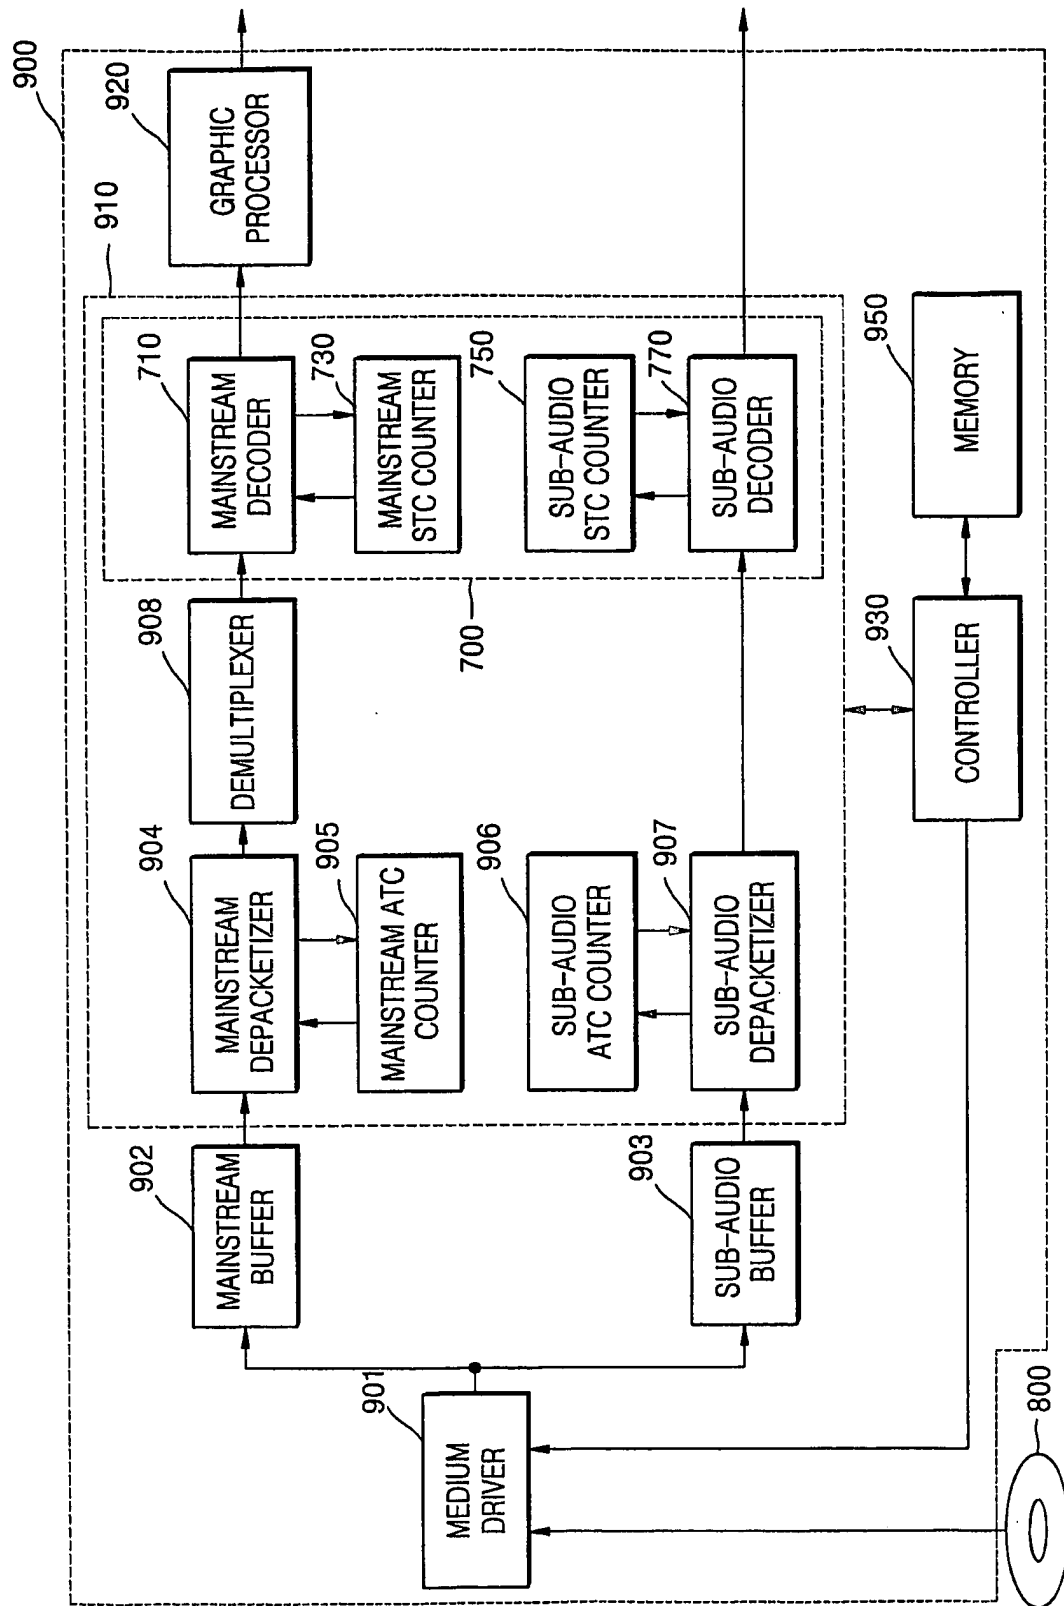 900
910
920
GRAPHIC
PROCESSOR
710
MAINSTREAM
DECODER
730
MAINSTREAM
STC COUNTER
750
SUB-AUDIO
STC COUNTER
770
SUB-AUDIO
DECODER
700
908
DEMULTIPLEXER
904
MAINSTREAM
DEPACKETIZER
905
MAINSTREAM ATC
COUNTER
906
SUB-AUDIO
ATC COUNTER
907
SUB-AUDIO
DEPACKETIZER
902
MAINSTREAM
BUFFER
903
SUB-AUDIO
BUFFER
901
MEDIUM
DRIVER
930
CONTROLLER
950
MEMORY
800